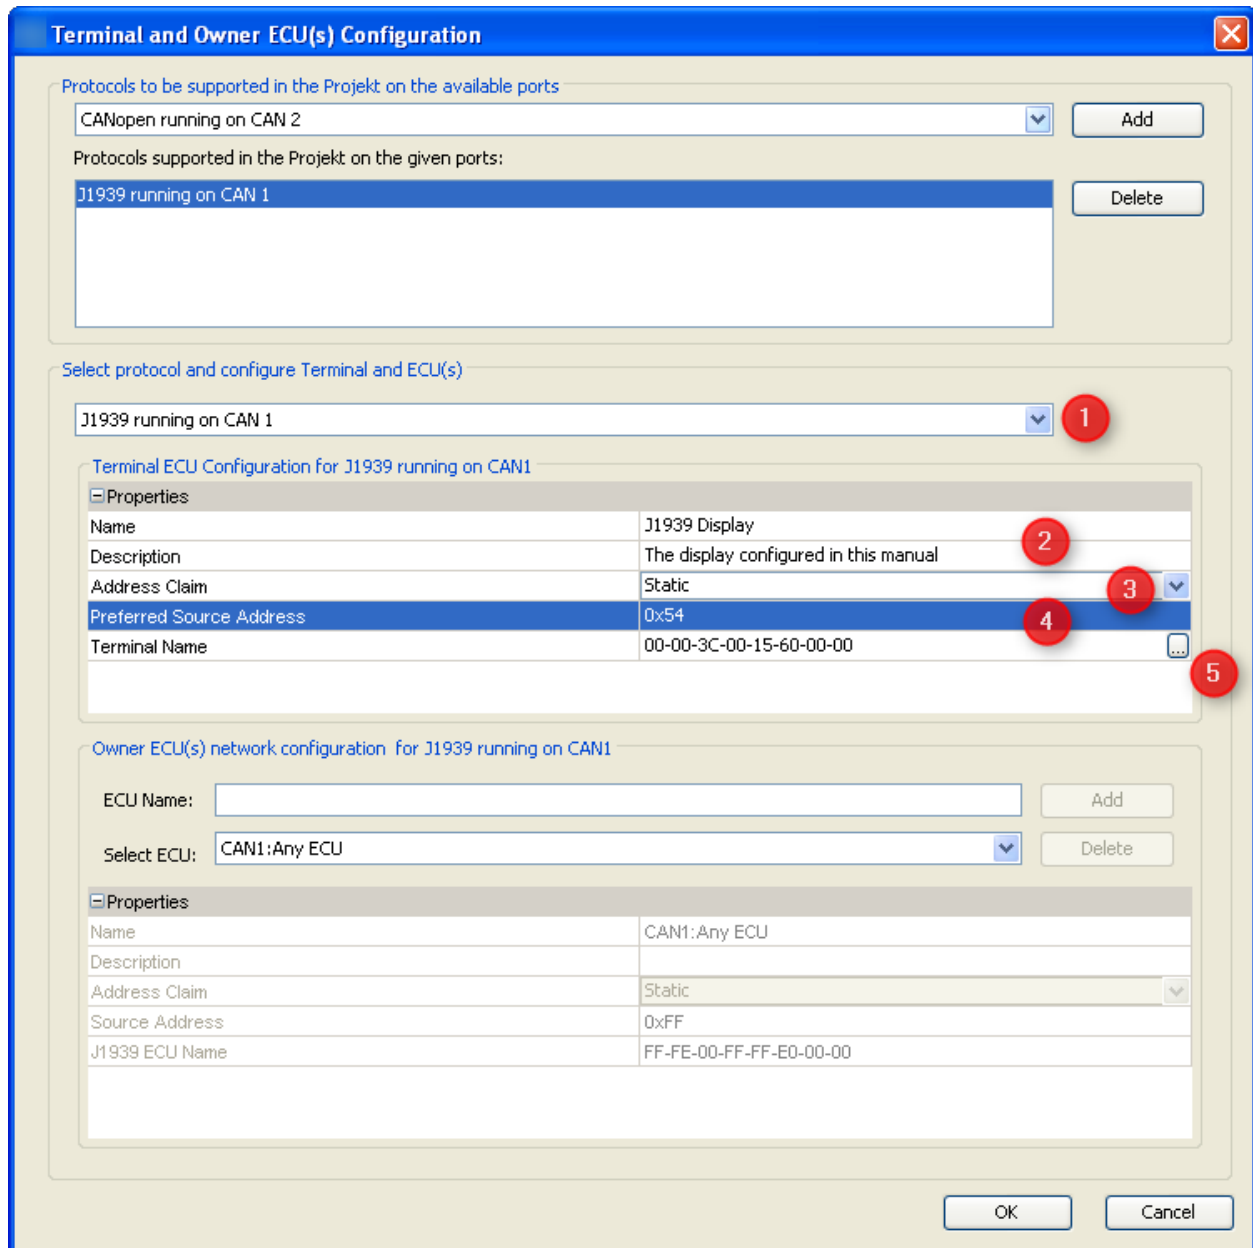 Terminal and Owner ECU(s) Configuration
Protocols to be supported in the Projekt on the available ports
CANopen running on CAN 2
Add
Protocols supported in the Projekt on the given ports:
J1939 running on CAN 1
Delete
Select protocol and configure Terminal and ECU(s)
J1939 running on CAN 1
1
Terminal ECU Configuration for J1939 running on CAN1
Properties
Name J1939 Display
Description The display configured in this manual
2
Address Claim Static
3
Preferred Source Address 0x54
4
Terminal Name 00-00-3C-00-15-60-00-00 ...
5
Owner ECU(s) network configuration for J1939 running on CAN1
ECU Name: Add
Select ECU: CAN1:Any ECU Delete
Properties
Name CAN1:Any ECU
Description
Address Claim Static
Source Address 0xFF
J1939 ECU Name FF-FE-00-FF-FF-E0-00-00
OK Cancel